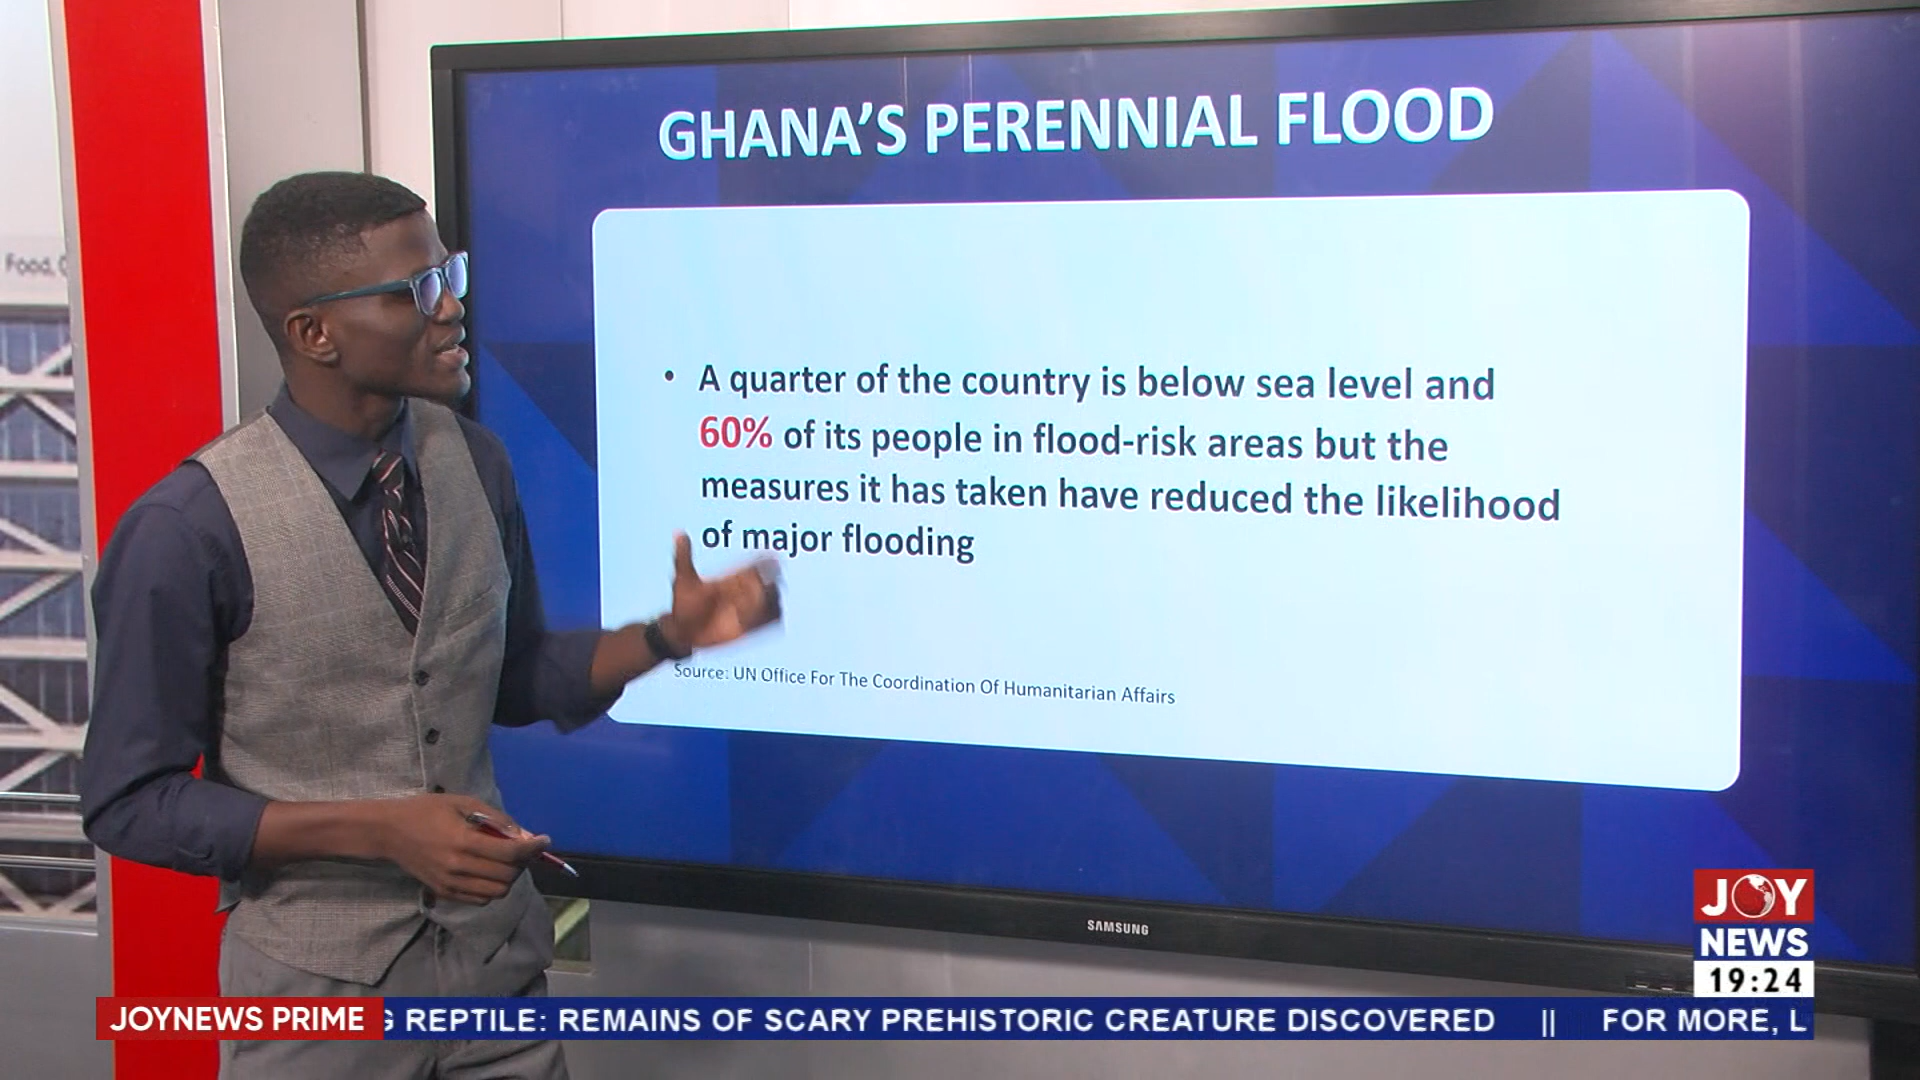 Food,
GHANA'S PERENNIAL FLOOD
• A quarter of the country is below sea level and
60% of its people in flood-risk areas but the
measures it has taken have reduced the likelihood
of major flooding
Source: UN Office For The Coordination Of Humanitarian Affairs
SAMSUNG
JOY
NEWS
19:24
JOYNEWS PRIME
G REPTILE: REMAINS OF SCARY PREHISTORIC CREATURE DISCOVERED || FOR MORE, L